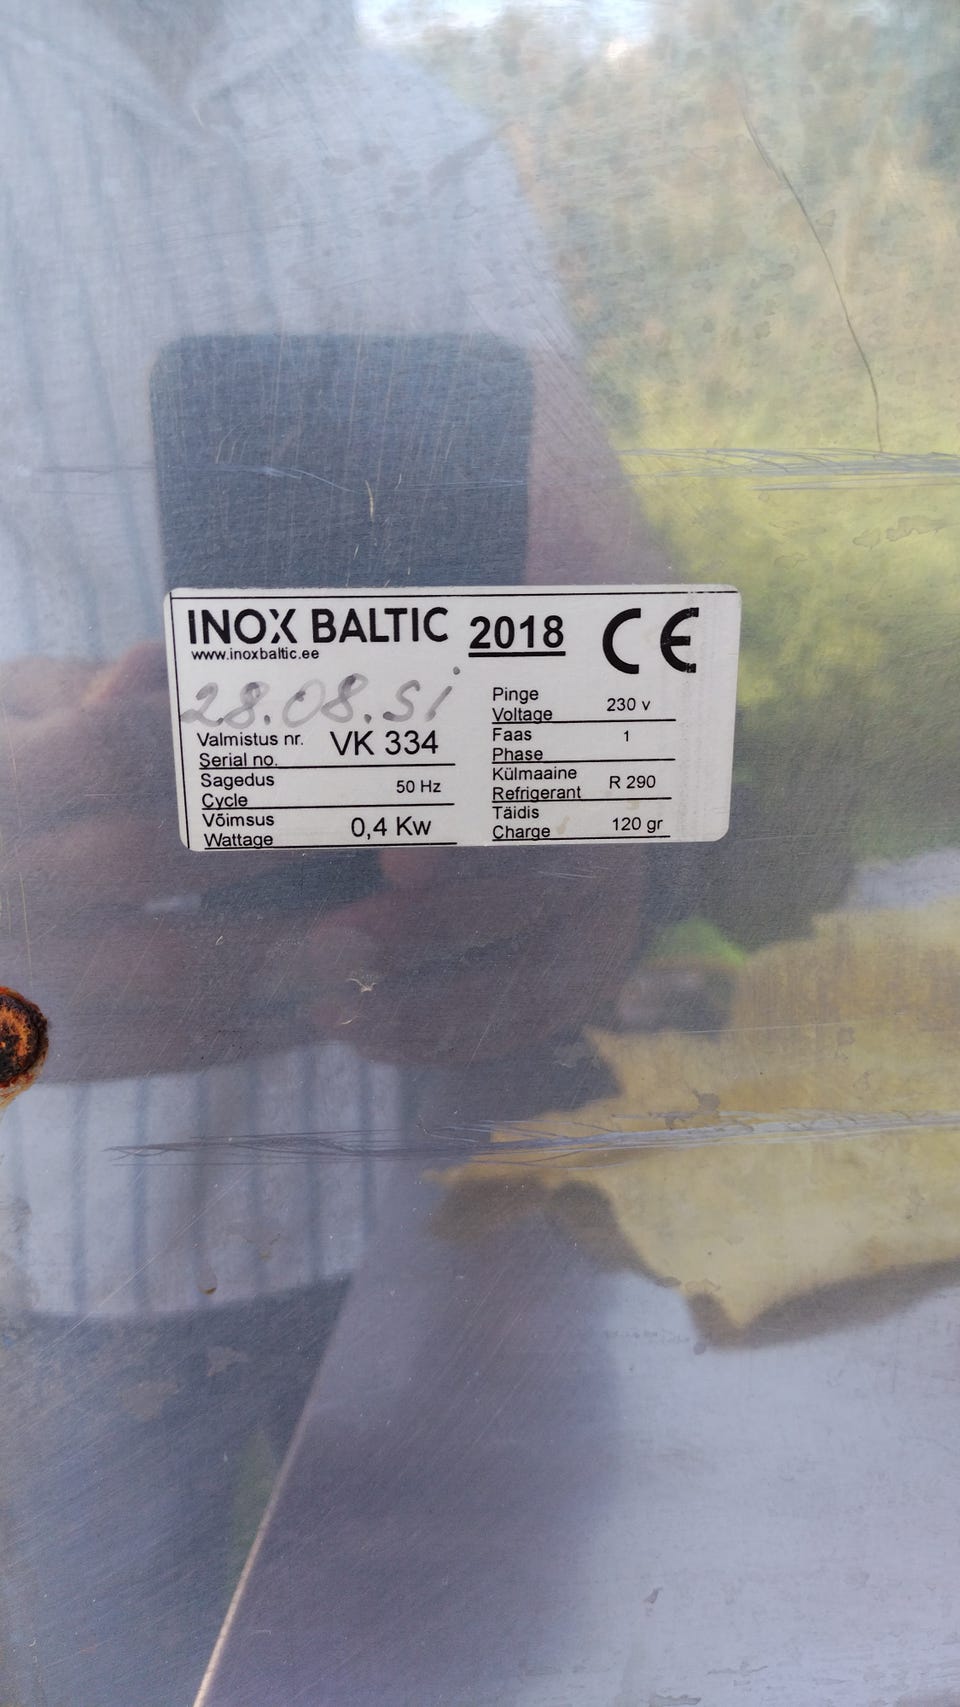 INOX BALTIC 2018 CE
www.inoxbaltic.ee
28.08. si
Valmistus nr. VK 334
Serial no.
Sagedus 50 Hz
Cycle
Võimsus 0,4 Kw
Wattage
Pinge 230 v
Voltage
Faas 1
Phase
Külmaaine R 290
Refrigerant
Täidis 120 gr
Charge